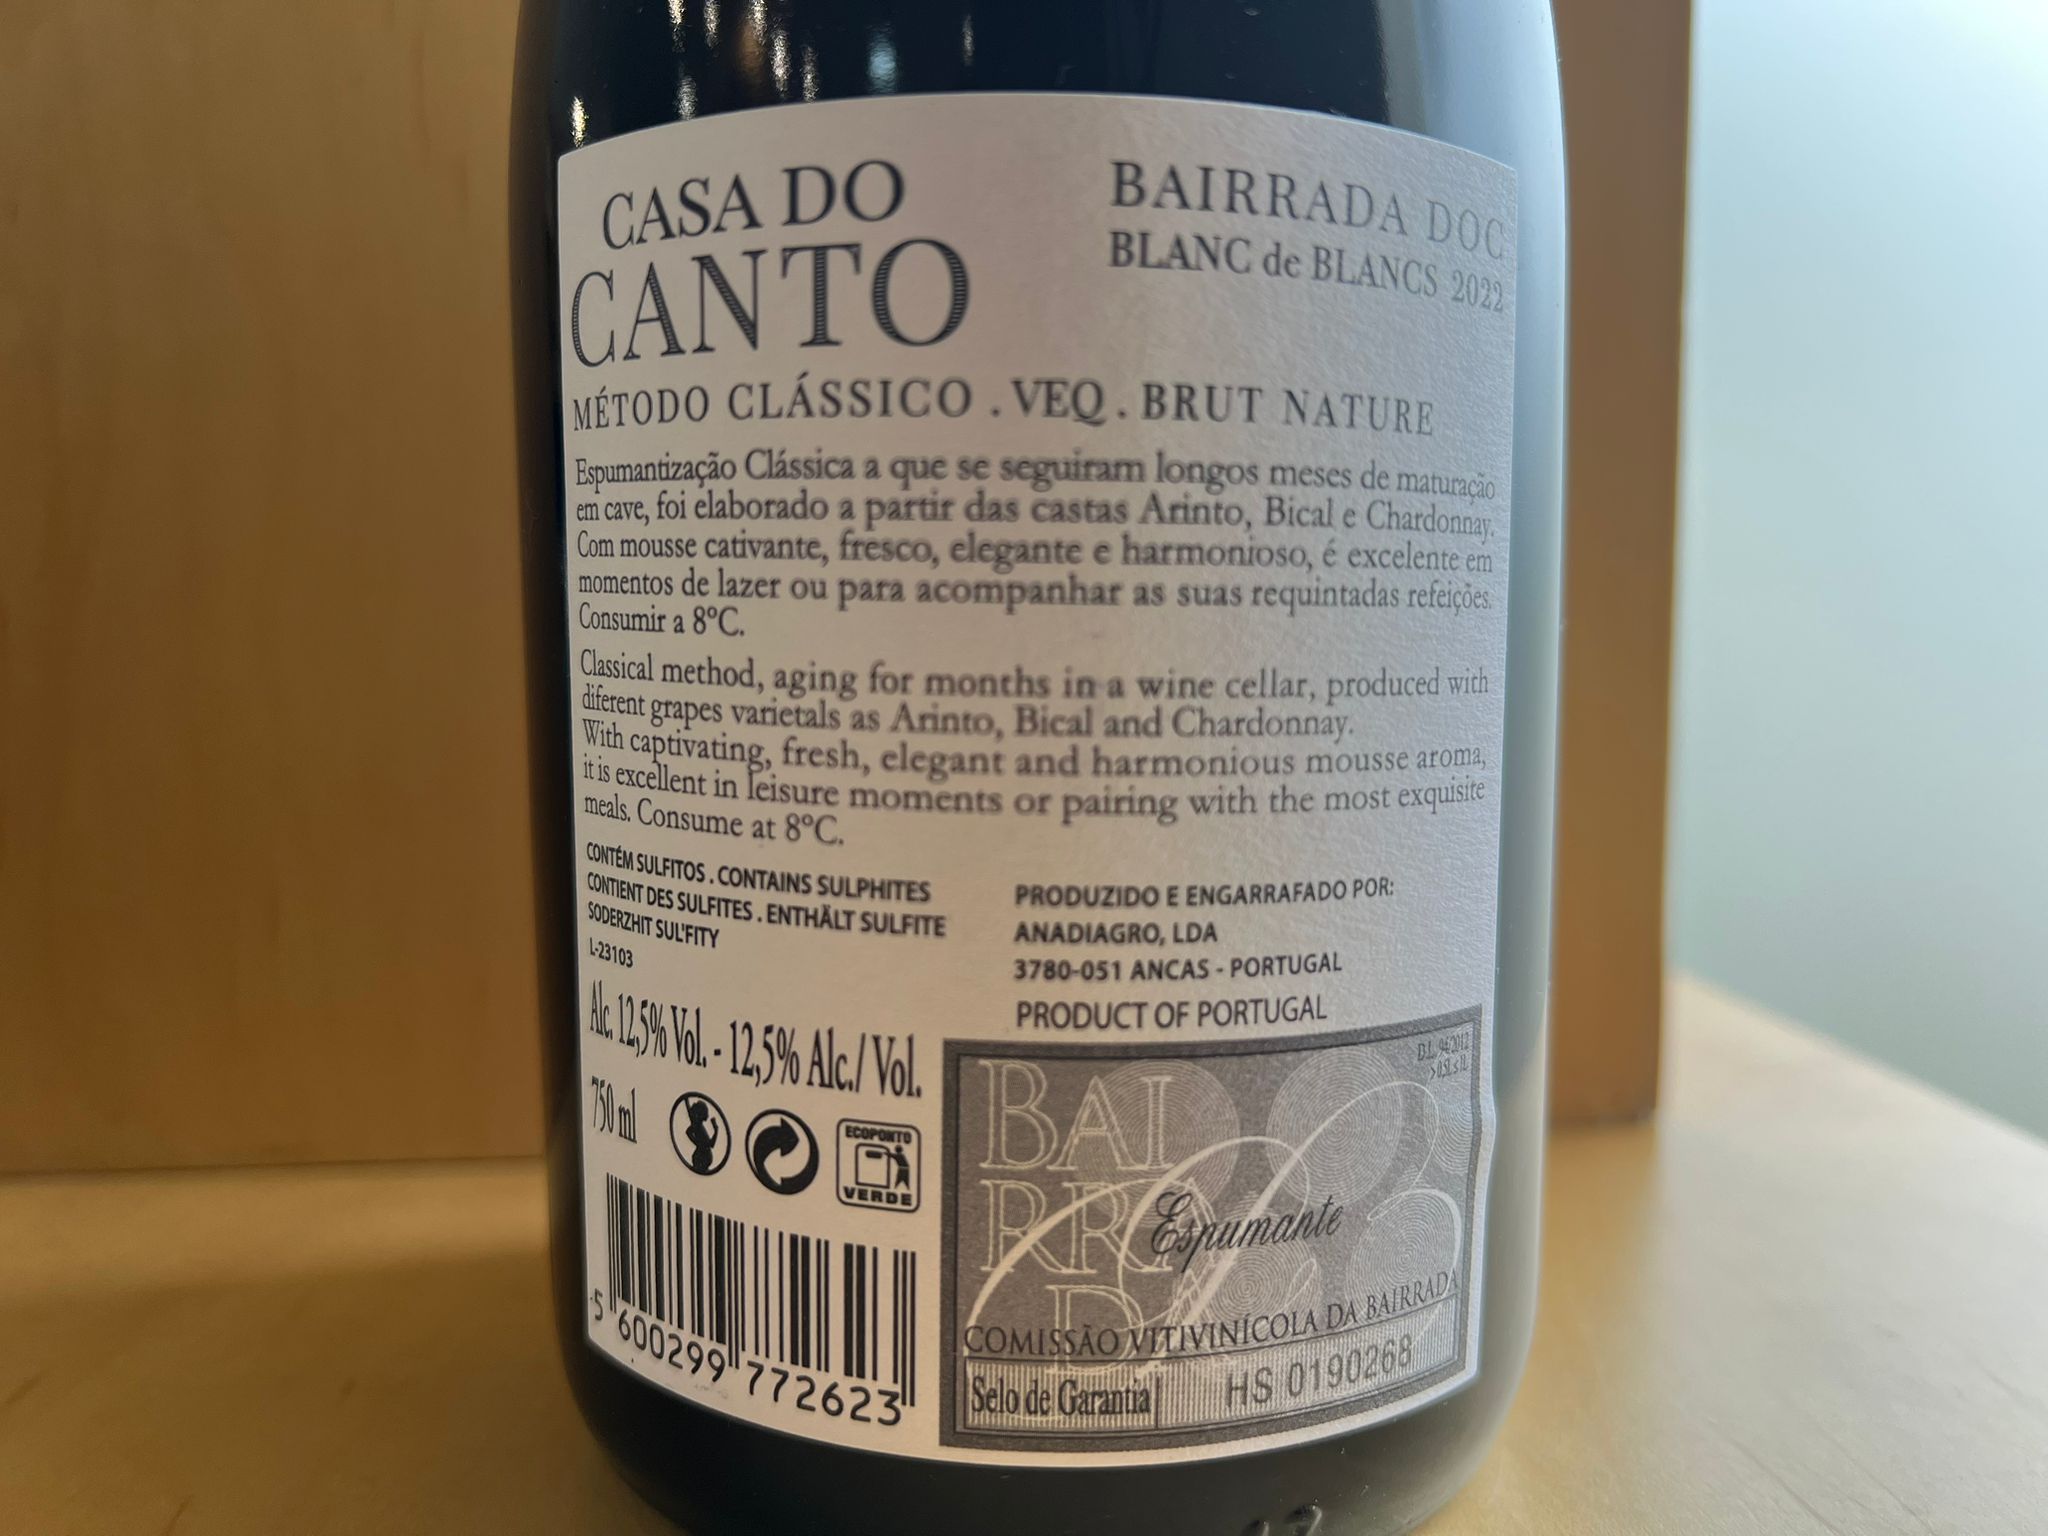 CASA DO
CANTO
BAIRRADA DOC
BLANC de BLANCS 2022
MÉTODO CLÁSSICO . VEQ . BRUT NATURE
Espumantização Clássica a que se seguiram longos meses de maturação
em cave, foi elaborado a partir das castas Arinto, Bical e Chardonnay.
Com mousse cativante, fresco, elegante e harmonioso, é excelente em
momentos de lazer ou para acompanhar as suas requintadas refeições.
Consumir a 8ºC.
Classical method, aging for months in a wine cellar, produced with
diferent grapes varietals as Arinto, Bical and Chardonnay.
With captivating, fresh, elegant and harmonious mousse aroma,
it is excellent in leisure moments or pairing with the most exquisite
meals. Consume at 8ºC.
CONTÉM SULFITOS . CONTAINS SULPHITES
CONTIENT DES SULFITES . ENTHÄLT SULFITE
SODERZHIT SUL'FITY
L-23103
PRODUZIDO E ENGARRAFADO POR:
ANADIAGRO, LDA
3780-051 ANCAS - PORTUGAL
PRODUCT OF PORTUGAL
Alc. 12,5% Vol. - 12,5% Alc./ Vol.
750 ml
ECOPONTO
VERDE
5 600299 772623
D.L. 94/2012
>0,5L ≤ 1L
BAI
RRA
DA
Espumante
COMISSÃO VITIVINÍCOLA DA BAIRRADA
Selo de Garantia
HS 0190268